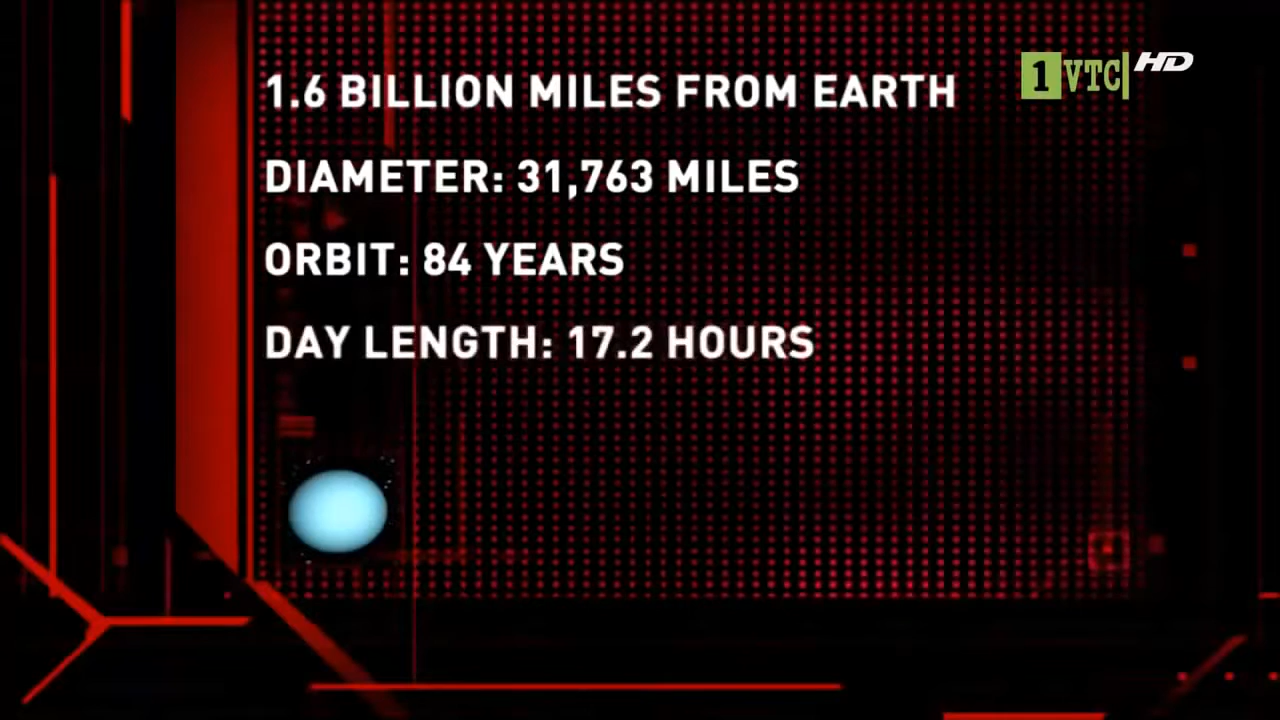 1.6 BILLION MILES FROM EARTH
1VTC HD
DIAMETER: 31,763 MILES
ORBIT: 84 YEARS
DAY LENGTH: 17.2 HOURS